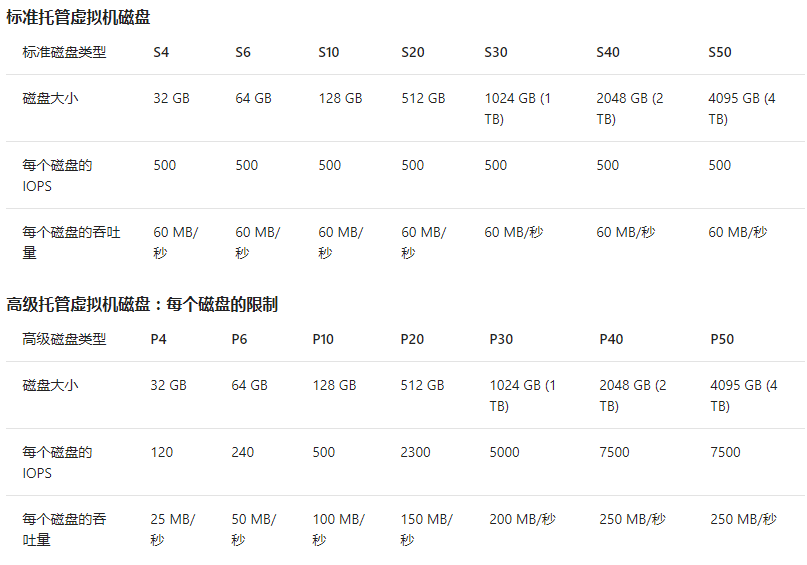 标准托管虚拟机磁盘
标准磁盘类型 S4 S6 S10 S20 S30 S40 S50
磁盘大小 32 GB 64 GB 128 GB 512 GB 1024 GB (1 TB) 2048 GB (2 TB) 4095 GB (4 TB)
每个磁盘的 IOPS 500 500 500 500 500 500 500
每个磁盘的吞吐量 60 MB/秒 60 MB/秒 60 MB/秒 60 MB/秒 60 MB/秒 60 MB/秒 60 MB/秒
高级托管虚拟机磁盘：每个磁盘的限制
高级磁盘类型 P4 P6 P10 P20 P30 P40 P50
磁盘大小 32 GB 64 GB 128 GB 512 GB 1024 GB (1 TB) 2048 GB (2 TB) 4095 GB (4 TB)
每个磁盘的 IOPS 120 240 500 2300 5000 7500 7500
每个磁盘的吞吐量 25 MB/秒 50 MB/秒 100 MB/秒 150 MB/秒 200 MB/秒 250 MB/秒 250 MB/秒